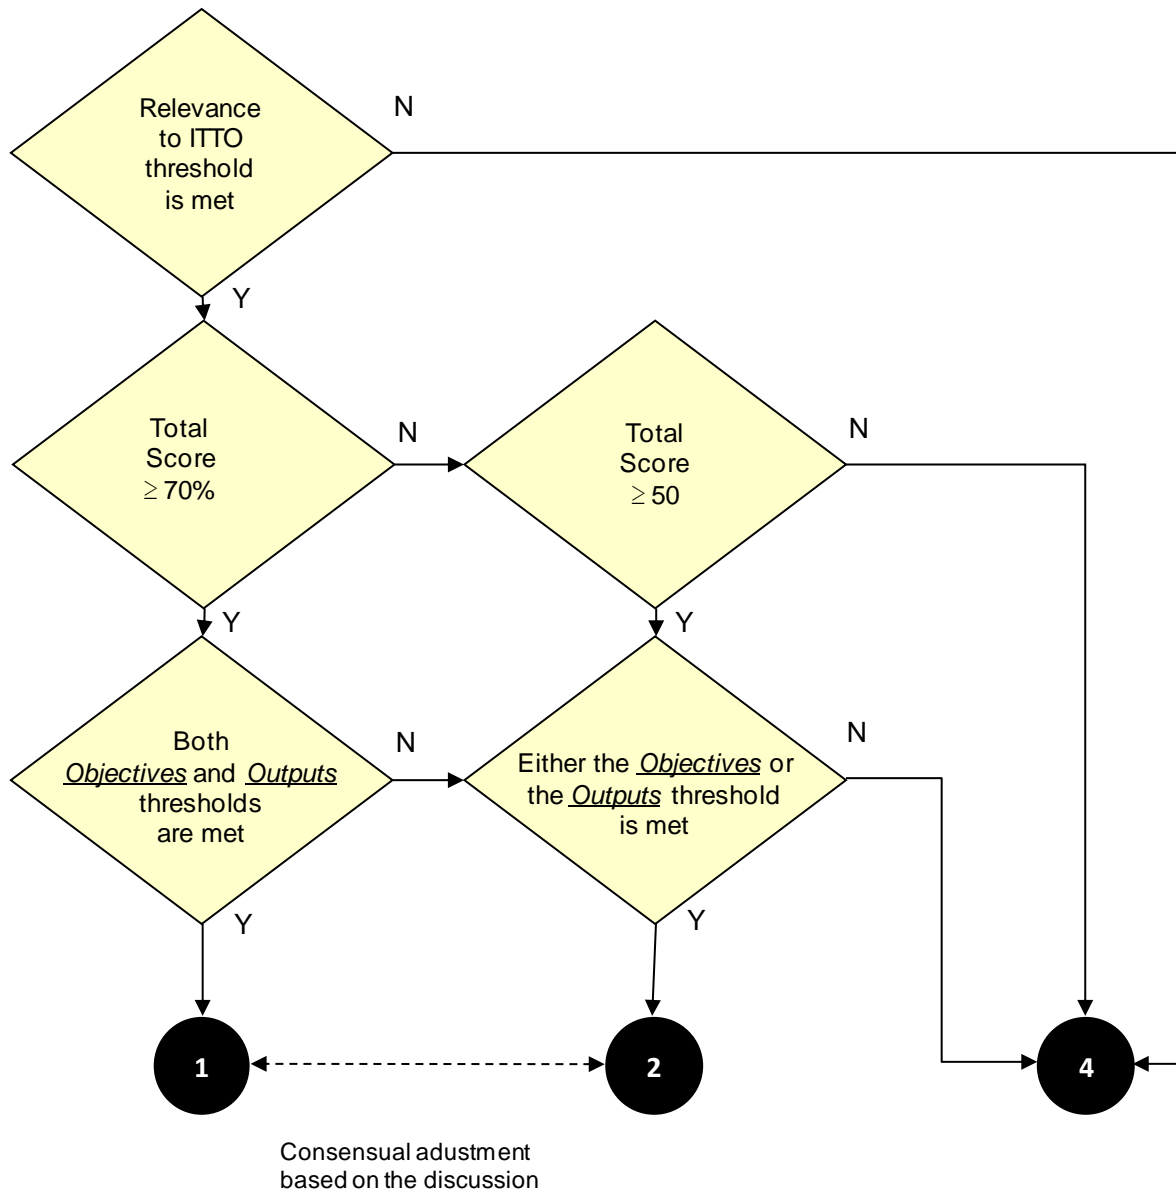 Relevance
to ITTO
threshold
is met
N
Y
Total
Score
≥ 70%
N
Total
Score
≥ 50
N
Y
Y
Both
Objectives and Outputs
thresholds
are met
N
Either the Objectives or
the Outputs threshold
is met
N
Y
Y
1
2
4
Consensual adustment
based on the discussion